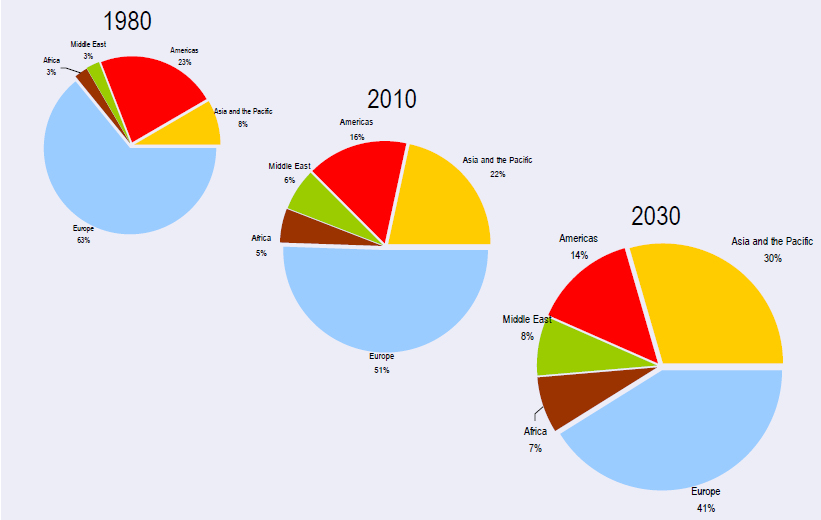 1980
Middle East
3%
Americas
23%
Africa
3%
Asia and the Pacific
8%
Europe
63%
2010
Americas
16%
Asia and the Pacific
22%
Middle East
6%
Africa
5%
Europe
51%
2030
Americas
14%
Asia and the Pacific
30%
Middle East
8%
Africa
7%
Europe
41%